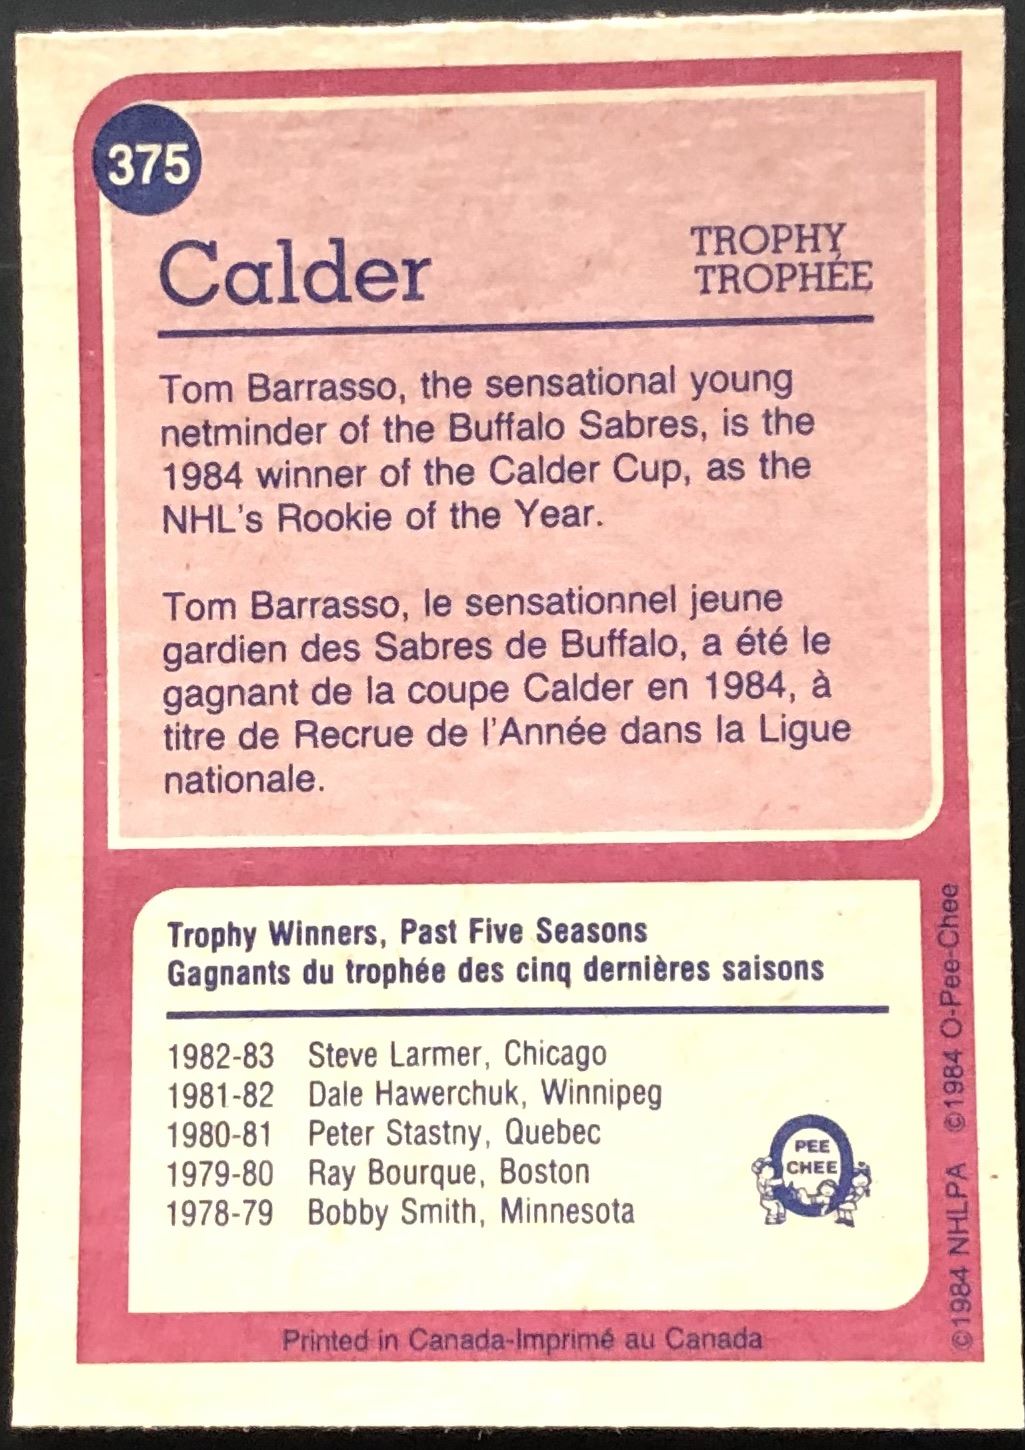 375
Calder
TROPHY
TROPHÉE
Tom Barrasso, the sensational young
netminder of the Buffalo Sabres, is the
1984 winner of the Calder Cup, as the
NHL's Rookie of the Year.
Tom Barrasso, le sensationnel jeune
gardien des Sabres de Buffalo, a été le
gagnant de la coupe Calder en 1984, à
titre de Recrue de l'Année dans la Ligue
nationale.
Trophy Winners, Past Five Seasons
Gagnants du trophée des cinq dernières saisons
1982-83 Steve Larmer, Chicago
1981-82 Dale Hawerchuk, Winnipeg
1980-81 Peter Stastny, Quebec
1979-80 Ray Bourque, Boston
1978-79 Bobby Smith, Minnesota
PEE
CHEE
©1984 NHLPA ©1984 O-Pee-Chee
Printed in Canada-Imprimé au Canada